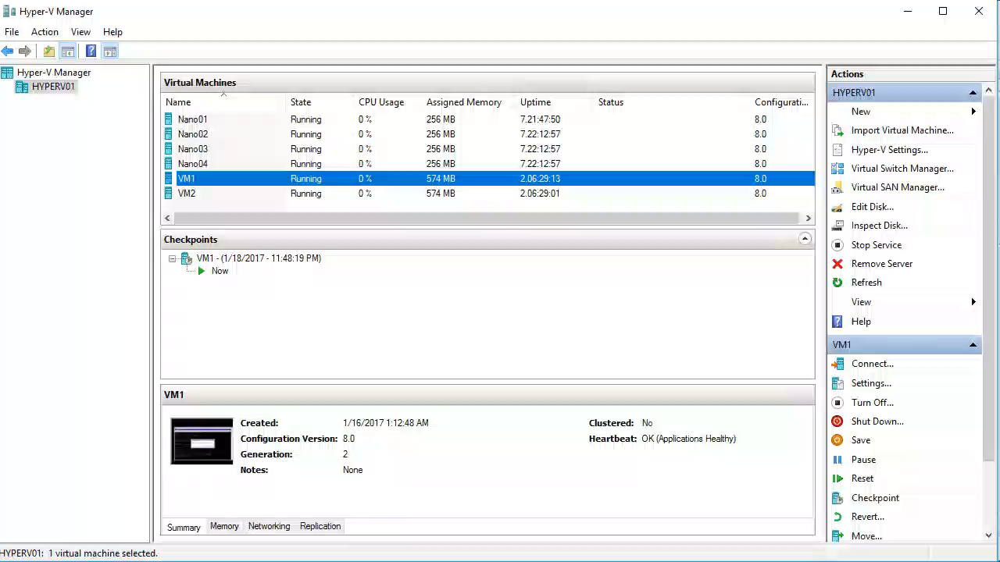 Hyper-V Manager
File Action View Help
Hyper-V Manager
HYPERV01
Virtual Machines
Name State CPU Usage Assigned Memory Uptime Status Configurati...
Nano01 Running 0 % 256 MB 7.21:47:50 8.0
Nano02 Running 0 % 256 MB 7.22:12:57 8.0
Nano03 Running 0 % 256 MB 7.22:12:57 8.0
Nano04 Running 0 % 256 MB 7.22:12:57 8.0
VM1 Running 0 % 574 MB 2.06:29:13 8.0
VM2 Running 0 % 574 MB 2.06:29:01 8.0
Checkpoints
VM1 - (1/18/2017 - 11:48:19 PM)
Now
VM1
Created: 1/16/2017 1:12:48 AM Clustered: No
Configuration Version: 8.0 Heartbeat: OK (Applications Healthy)
Generation: 2
Notes: None
Summary Memory Networking Replication
Actions
HYPERV01
New
Import Virtual Machine...
Hyper-V Settings...
Virtual Switch Manager...
Virtual SAN Manager...
Edit Disk...
Inspect Disk...
Stop Service
Remove Server
Refresh
View
Help
VM1
Connect...
Settings...
Turn Off...
Shut Down...
Save
Pause
Reset
Checkpoint
Revert...
Move...
HYPERV01: 1 virtual machine selected.